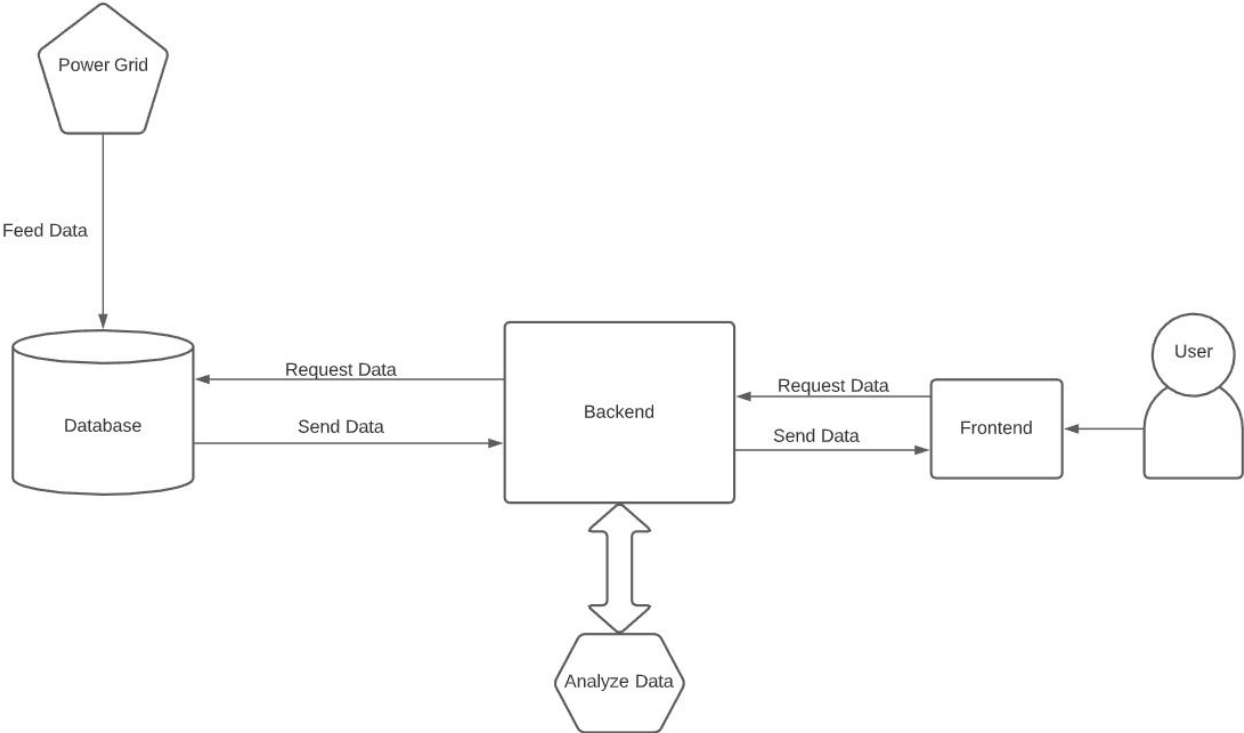 Power Grid
Feed Data
Request Data
Send Data
Database
Backend
Request Data
Send Data
Frontend
User
Analyze Data